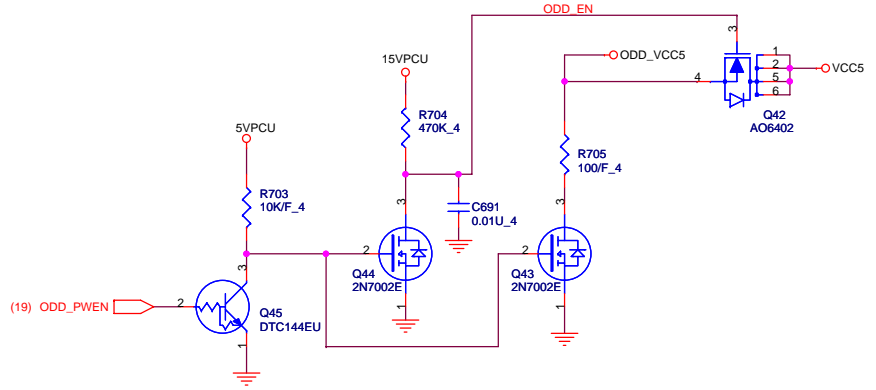 ODD_EN
3
15VPCU
ODD_VCC5
1
2
VCC5
4
5
6
R704
470K_4
Q42
AO6402
5VPCU
R705
100/F_4
R703
10K/F_4
3
C691
0.01U_4
3
2
2
3
Q44
2N7002E
Q43
2N7002E
1
1
(19) ODD_PWEN
2
Q45
DTC144EU
1